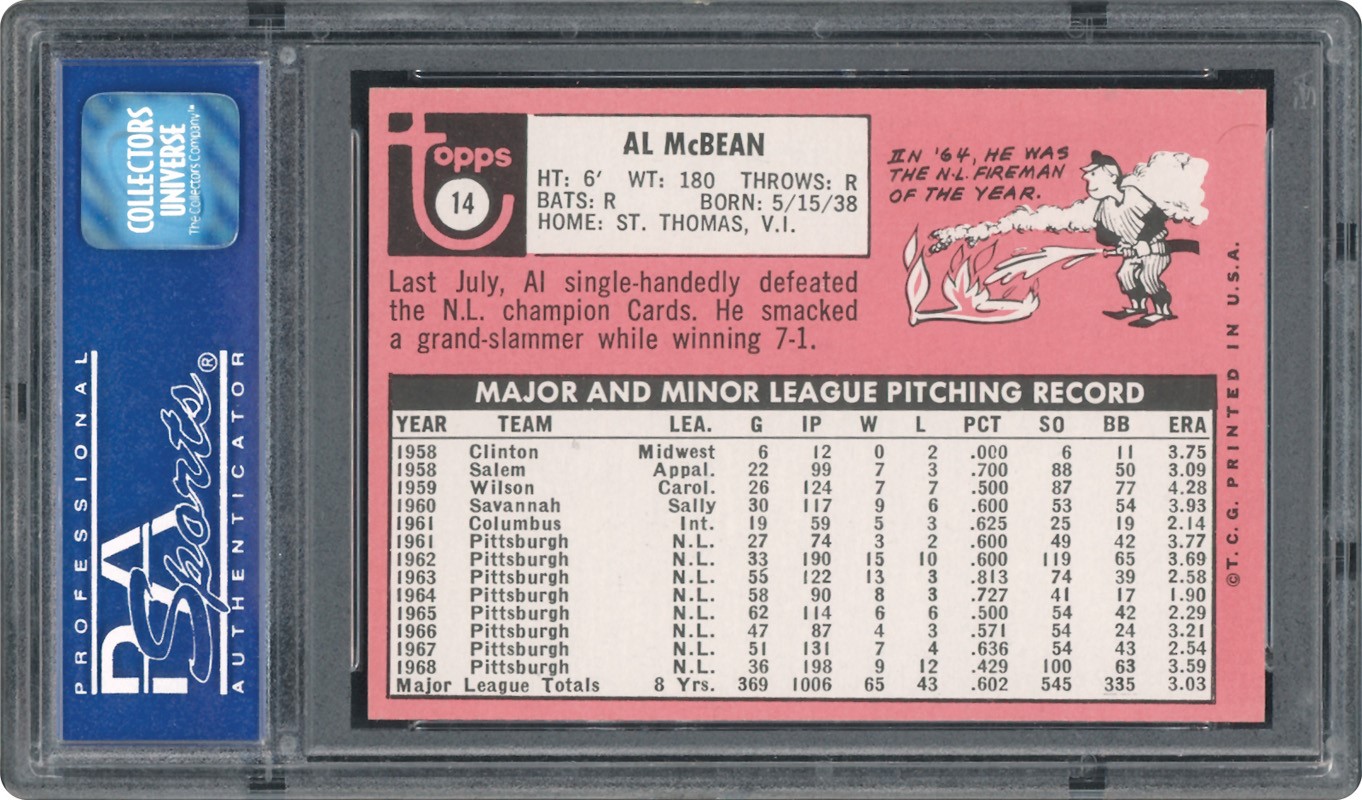 COLLECTORS
UNIVERSE
The Collectors Company™
PROFESSIONAL
PSA
Sports®
AUTHENTICATOR
topps
14
AL McBEAN
HT: 6' WT: 180 THROWS: R
BATS: R BORN: 5/15/38
HOME: ST. THOMAS, V.I.
IN '64, HE WAS
THE N.L. FIREMAN
OF THE YEAR.
Last July, Al single-handedly defeated
the N.L. champion Cards. He smacked
a grand-slammer while winning 7-1.
MAJOR AND MINOR LEAGUE PITCHING RECORD
YEAR TEAM LEA. G IP W L PCT SO BB ERA
1958 Clinton Midwest 6 12 0 2 .000 6 11 3.75
1958 Salem Appal. 22 99 7 3 .700 88 50 3.09
1959 Wilson Carol. 26 124 7 7 .500 87 77 4.28
1960 Savannah Sally 30 117 9 6 .600 53 54 3.93
1961 Columbus Int. 19 59 5 3 .625 25 19 2.14
1961 Pittsburgh N.L. 27 74 3 2 .600 49 42 3.77
1962 Pittsburgh N.L. 33 190 15 10 .600 119 65 3.69
1963 Pittsburgh N.L. 55 122 13 3 .813 74 39 2.58
1964 Pittsburgh N.L. 58 90 8 3 .727 41 17 1.90
1965 Pittsburgh N.L. 62 114 6 6 .500 54 42 2.29
1966 Pittsburgh N.L. 47 87 4 3 .571 54 24 3.21
1967 Pittsburgh N.L. 51 131 7 4 .636 54 43 2.54
1968 Pittsburgh N.L. 36 198 9 12 .429 100 63 3.59
Major League Totals 8 Yrs. 369 1006 65 43 .602 545 335 3.03
©T.C.G. PRINTED IN U.S.A.